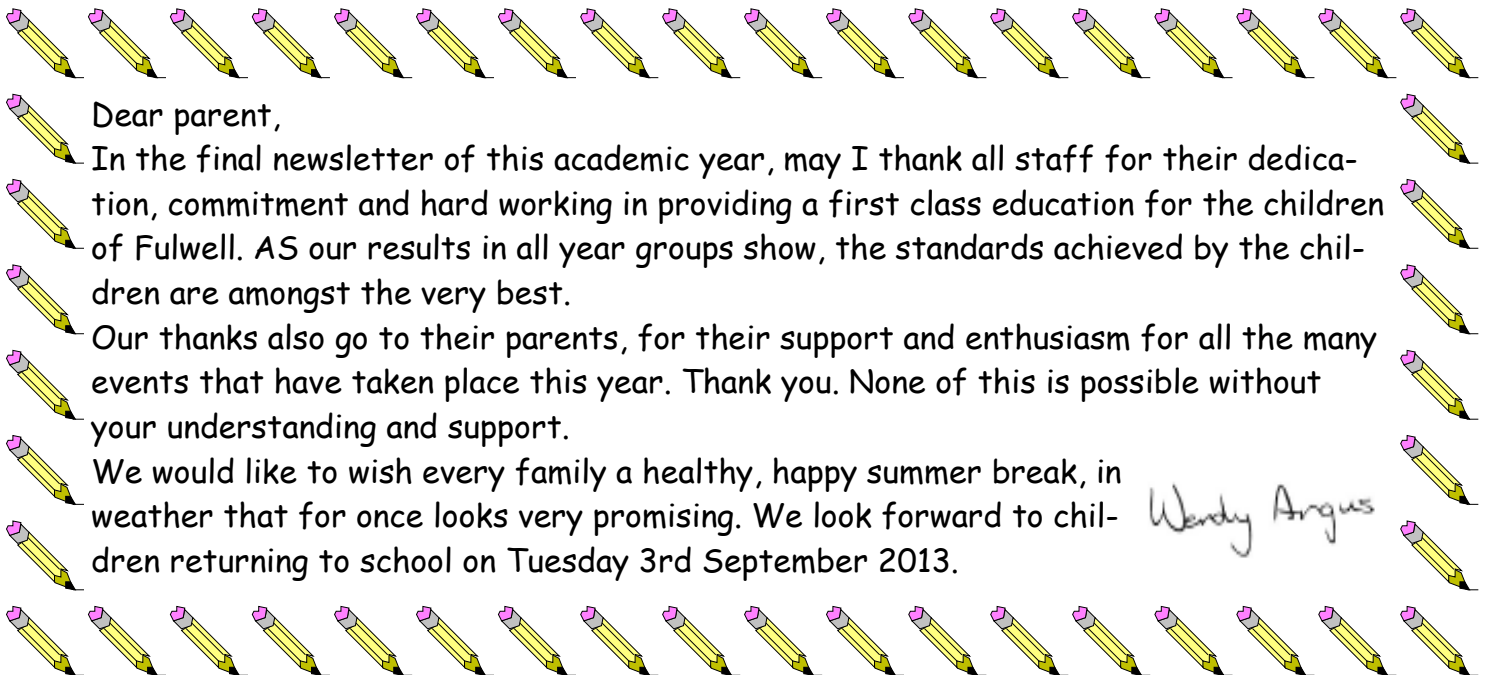 Dear parent,
In the final newsletter of this academic year, may I thank all staff for their dedica-
tion, commitment and hard working in providing a first class education for the children
of Fulwell. AS our results in all year groups show, the standards achieved by the chil-
dren are amongst the very best.
Our thanks also go to their parents, for their support and enthusiasm for all the many
events that have taken place this year. Thank you. None of this is possible without
your understanding and support.
We would like to wish every family a healthy, happy summer break, in
weather that for once looks very promising. We look forward to chil-
dren returning to school on Tuesday 3rd September 2013.
Wendy Angus